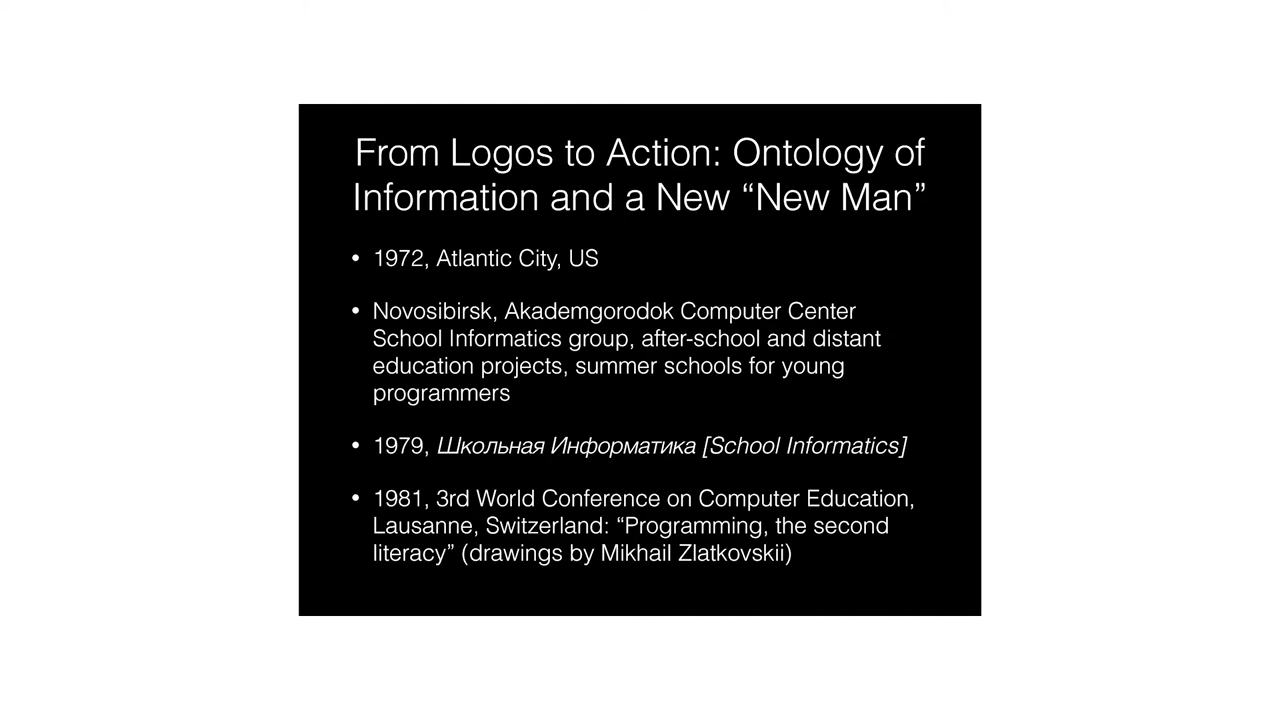 From Logos to Action: Ontology of
Information and a New “New Man”
• 1972, Atlantic City, US
• Novosibirsk, Akademgorodok Computer Center
School Informatics group, after-school and distant
education projects, summer schools for young
programmers
• 1979, Школьная Информатика [School Informatics]
• 1981, 3rd World Conference on Computer Education,
Lausanne, Switzerland: “Programming, the second
literacy” (drawings by Mikhail Zlatkovskii)